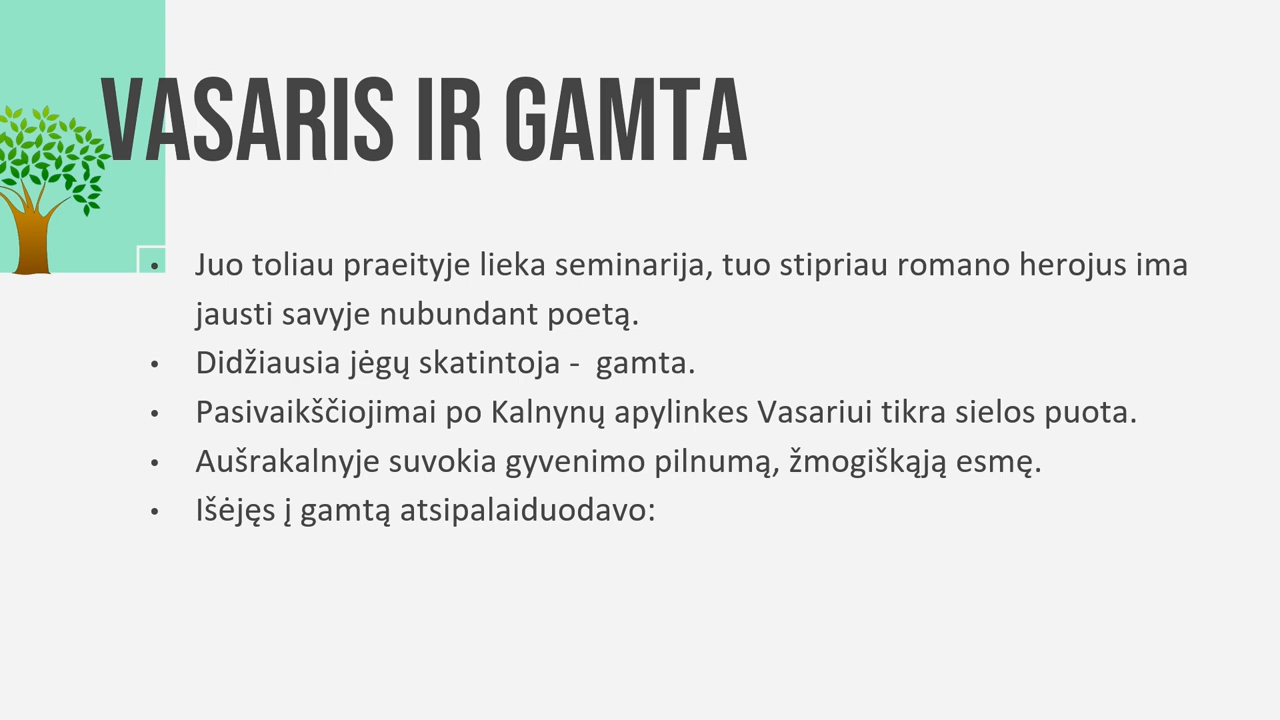 VASARIS IR GAMTA
• Juo toliau praeityje lieka seminarija, tuo stipriau romano herojus ima
jausti savyje nubundant poetą.
• Didžiausia jėgų skatintoja -  gamta.
• Pasivaikščiojimai po Kalnynų apylinkes Vasariui tikra sielos puota.
• Aušrakalnyje suvokia gyvenimo pilnumą, žmogiškąją esmę.
• Išėjęs į gamtą atsipalaiduodavo: